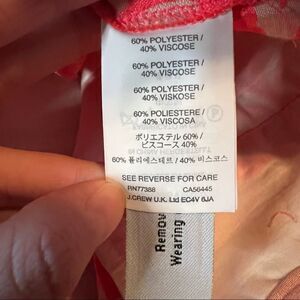 60% POLYESTER /
40% VISCOSE
60% POLYESTER /
40% VISCOSE
60% POLYESTER /
40% VISKOSE
60% POLIESTERE /
40% VISCOSA
ポリエステル 60% /
ビスコース 40%
60% 폴리에스테르 / 40% 비스코스
SEE REVERSE FOR CARE
RN77388 CA56445
J.CREW U.K. Ltd EC4V 6JA
Remov
Wearing